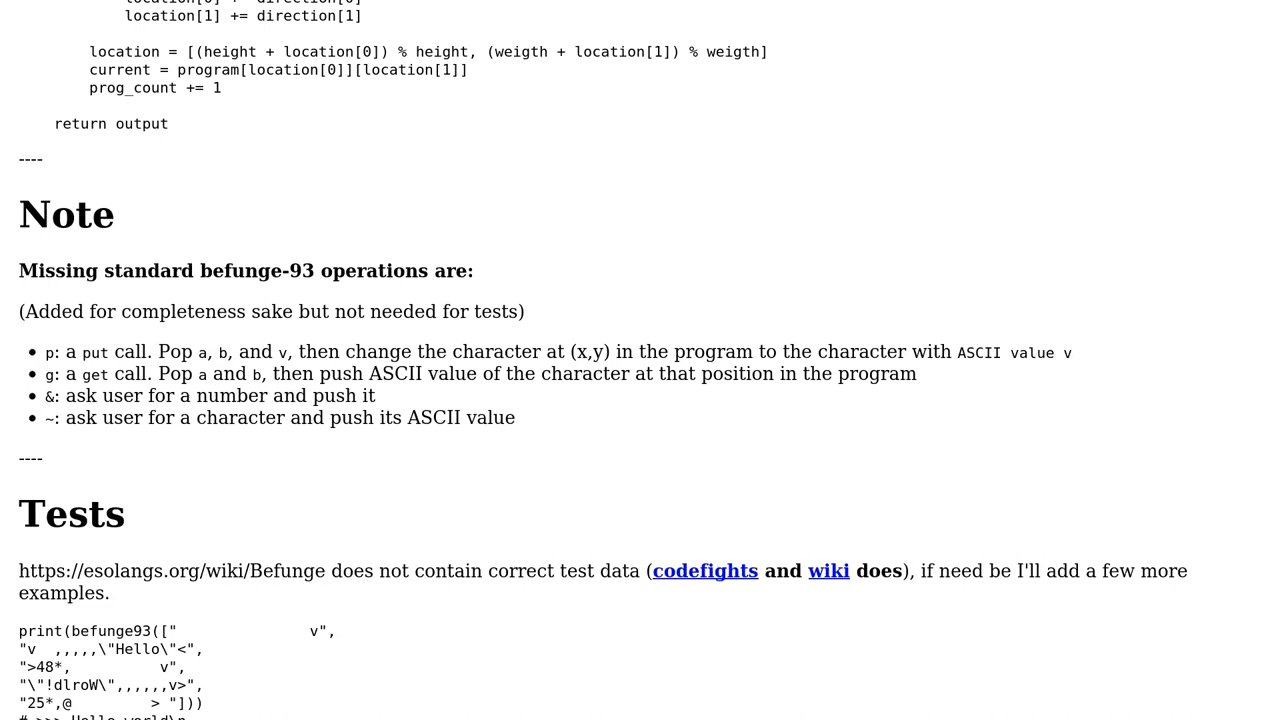 location[0] += direction[0]
            location[1] += direction[1]

        location = [(height + location[0]) % height, (weigth + location[1]) % weigth]
        current = program[location[0]][location[1]]
        prog_count += 1

    return output
----
Note
Missing standard befunge-93 operations are:
(Added for completeness sake but not needed for tests)
• p: a put call. Pop a, b, and v, then change the character at (x,y) in the program to the character with ASCII value v
• g: a get call. Pop a and b, then push ASCII value of the character at that position in the program
• &: ask user for a number and push it
• ~: ask user for a character and push its ASCII value
----
Tests
https://esolangs.org/wiki/Befunge does not contain correct test data (codefights and wiki does), if need be I'll add a few more
examples.
print(befunge93(["               v",
"v  ,,,,,\"Hello\"<",
">48*,          v",
"\"!dlroW\",,,,,,v>",
"25*,@         > "]))
# >>> Hello world\n